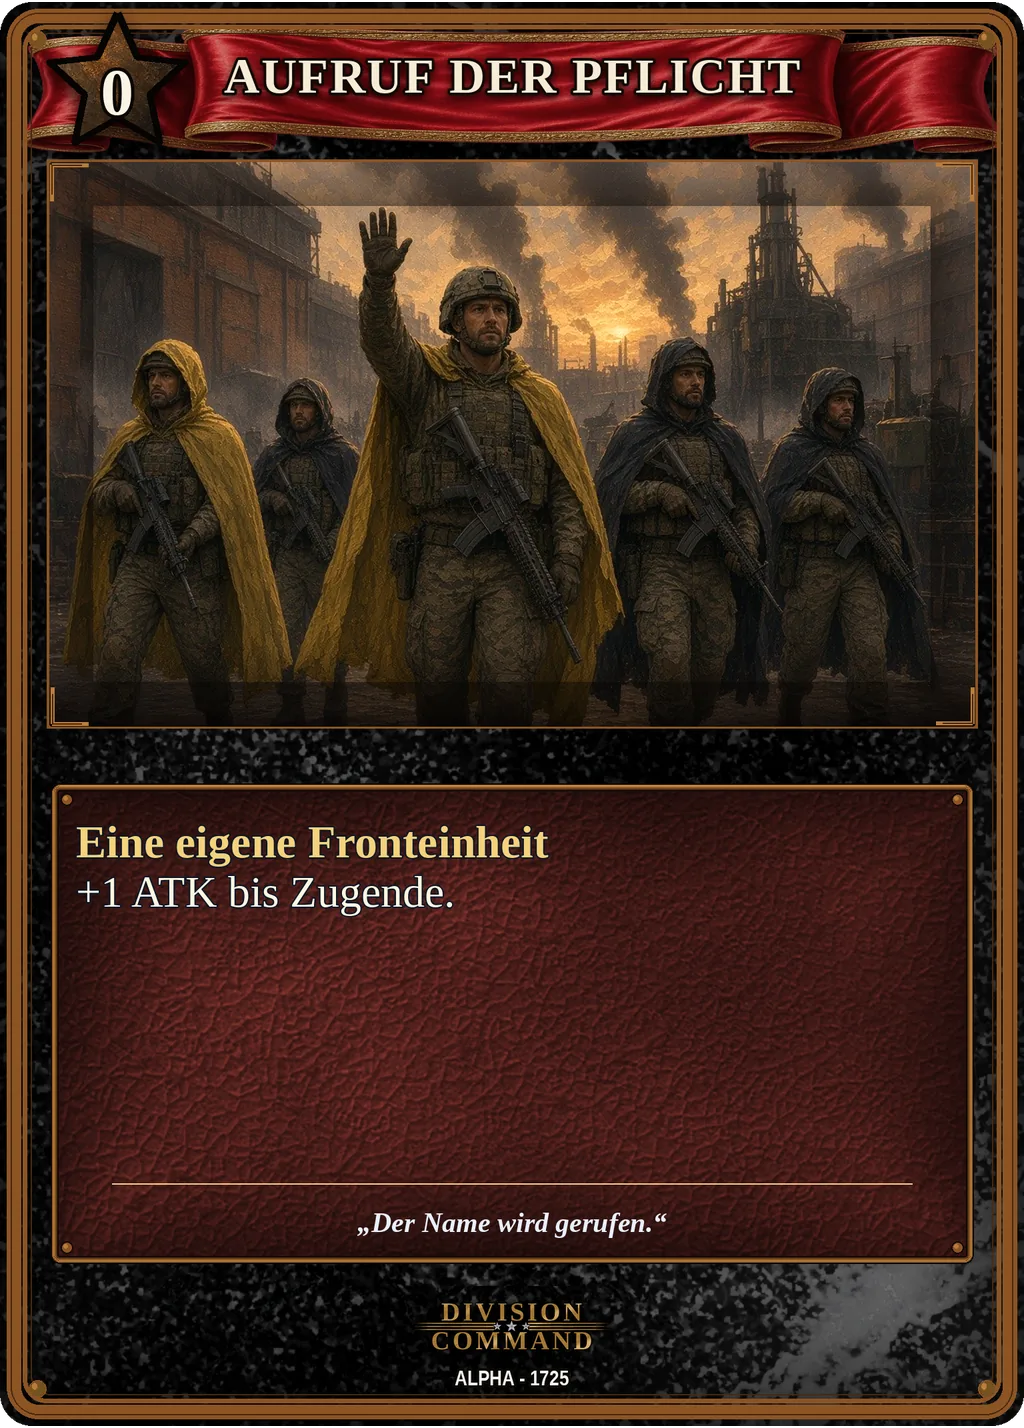 0
AUFRUF DER PFLICHT
Eine eigene Fronteinheit
+1 ATK bis Zugende.
„Der Name wird gerufen.“
DIVISION
COMMAND
ALPHA - 1725